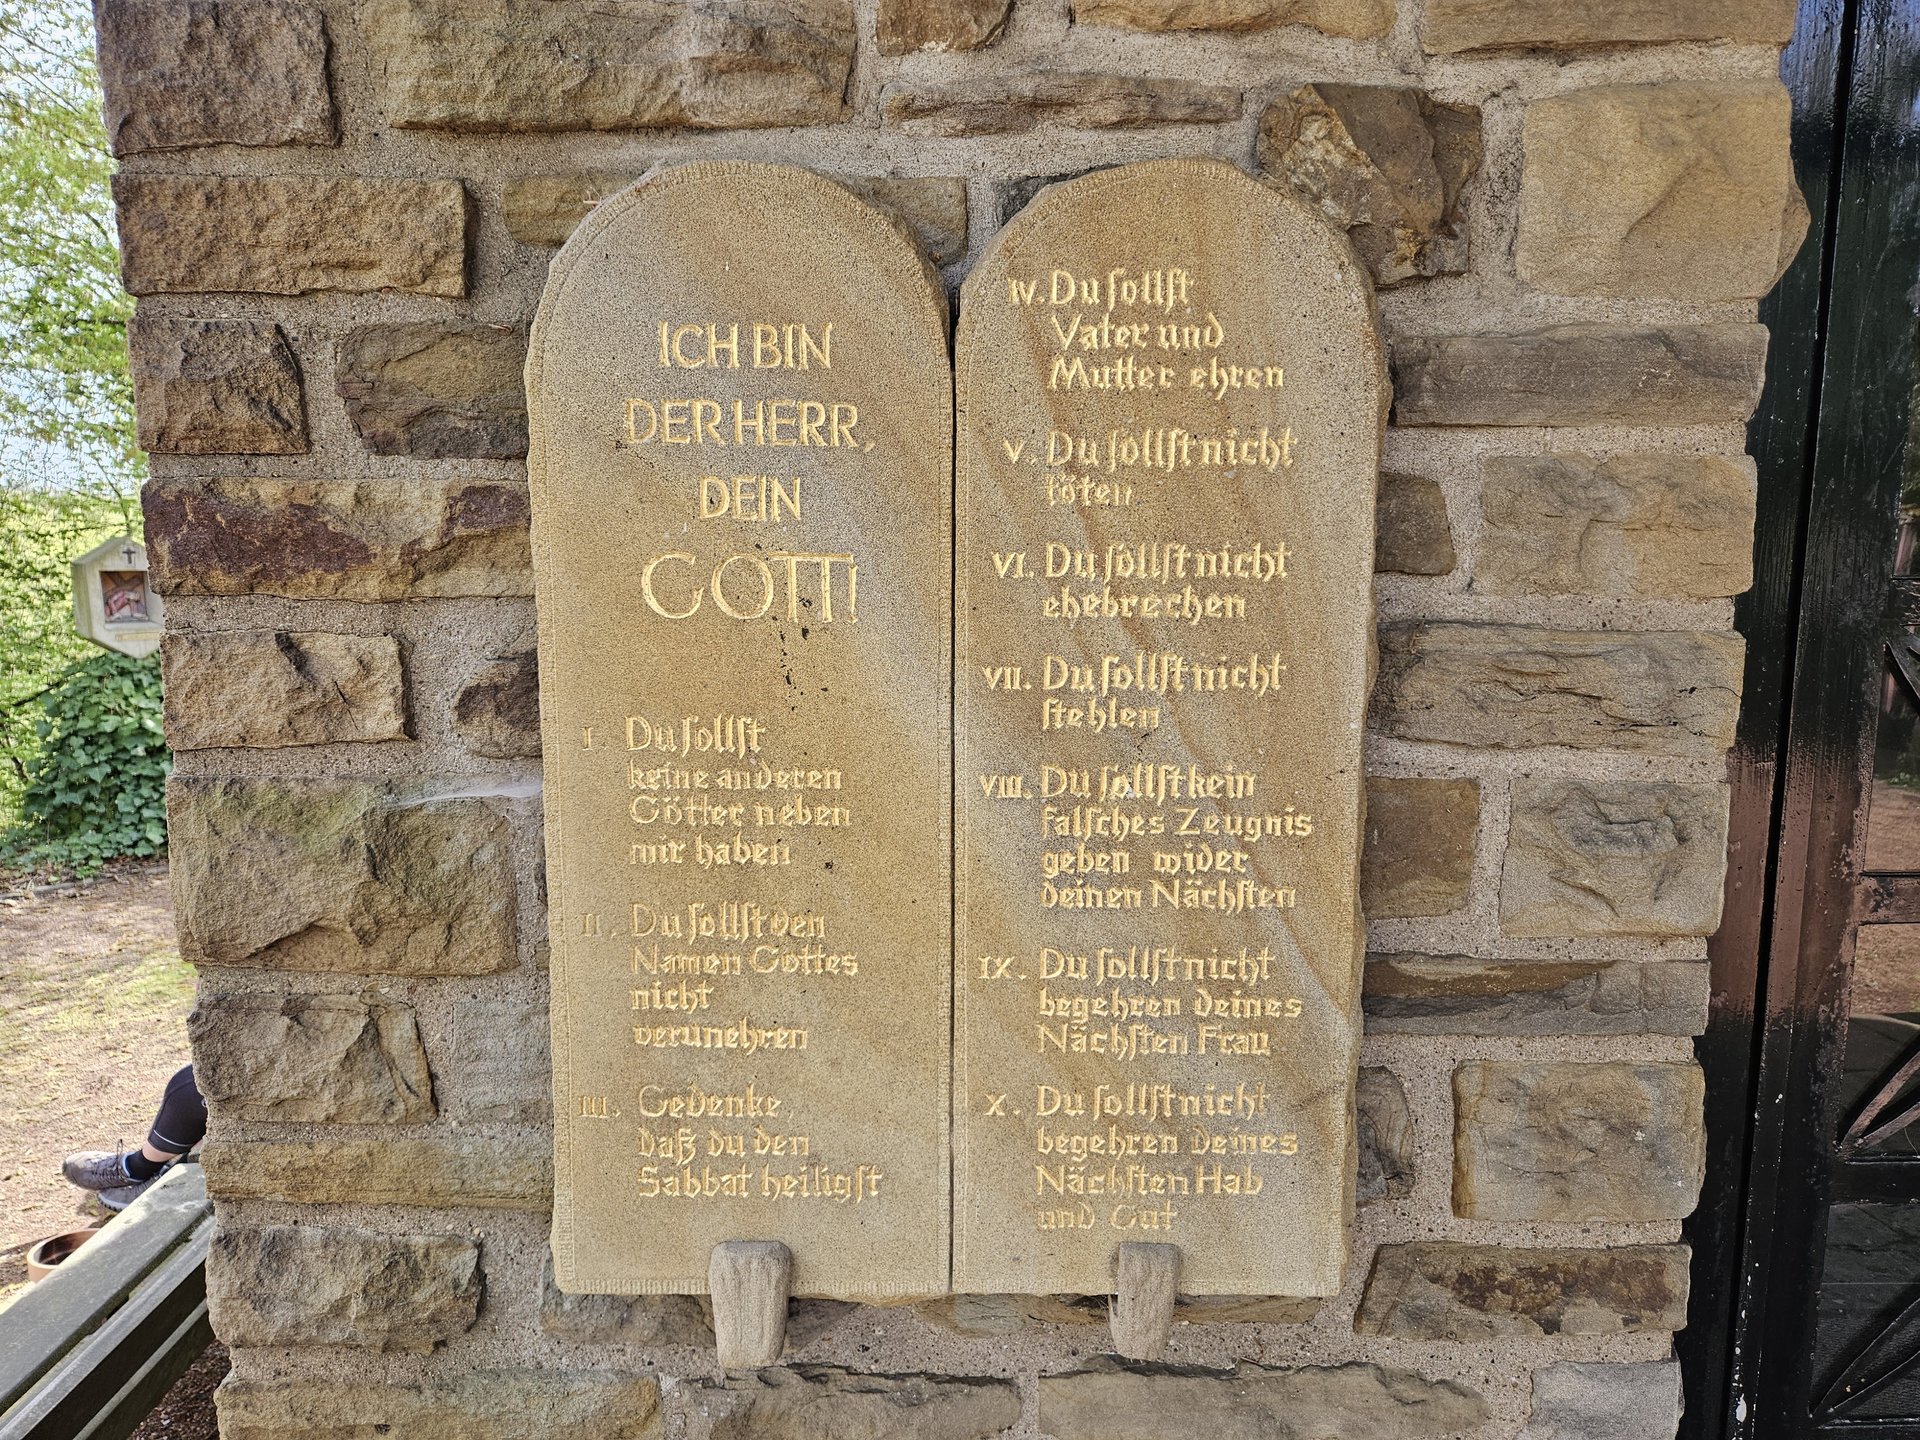 ICH BIN
DER HERR,
DEIN
GOTT!
I Du sollst
keine anderen
Götter neben
mir haben
II. Du sollst den
Namen Gottes
nicht
verunehren
III. Gedenke,
daß du den
Sabbat heiligst
IV. Du sollst
Vater und
Mutter ehren
V. Du sollst nicht
töten
VI. Du sollst nicht
ehebrechen
VII. Du sollst nicht
stehlen
VIII. Du sollst kein
falsches Zeugnis
geben wider
deinen Nächsten
IX. Du sollst nicht
begehren deines
Nächsten Frau
X. Du sollst nicht
begehren deines
Nächsten Hab
und Gut